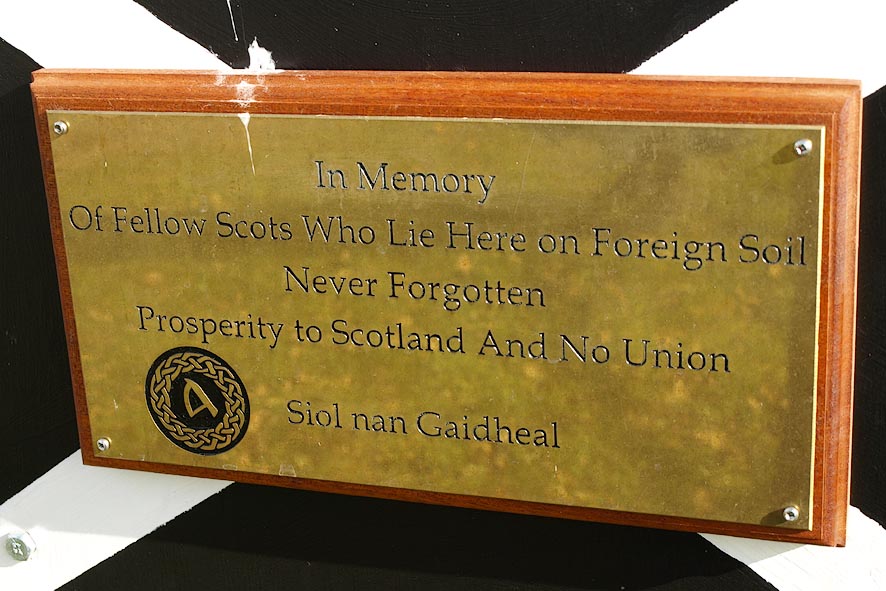 In Memory
Of Fellow Scots Who Lie Here on Foreign Soil
Never Forgotten
Prosperity to Scotland And No Union
Siol nan Gaidheal